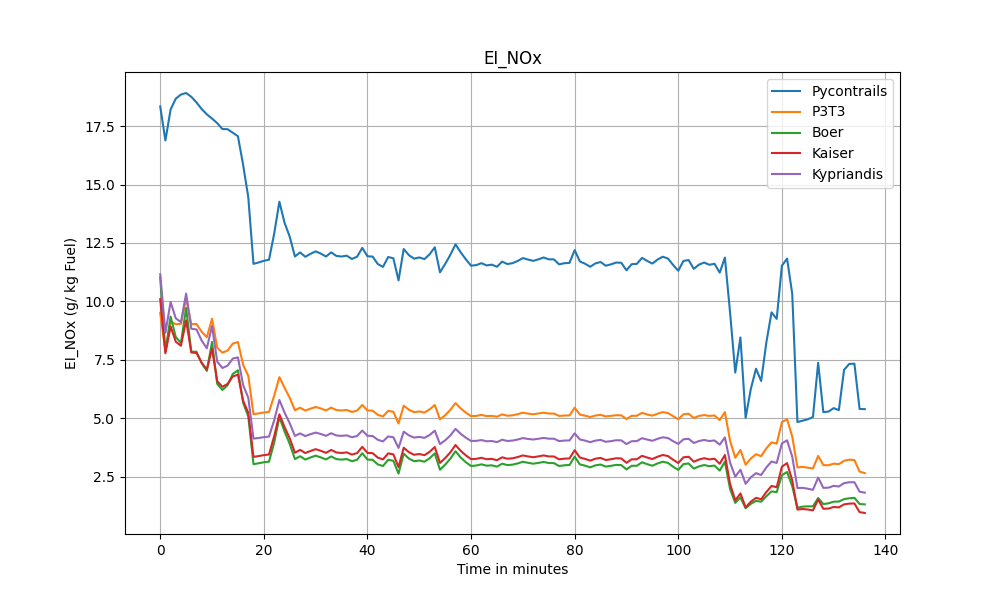 EI_NOx
Pycontrails
P3T3
Boer
Kaiser
Kypriandis
EI_NOx (g/ kg Fuel)
17.5
15.0
12.5
10.0
7.5
5.0
2.5
0 20 40 60 80 100 120 140
Time in minutes